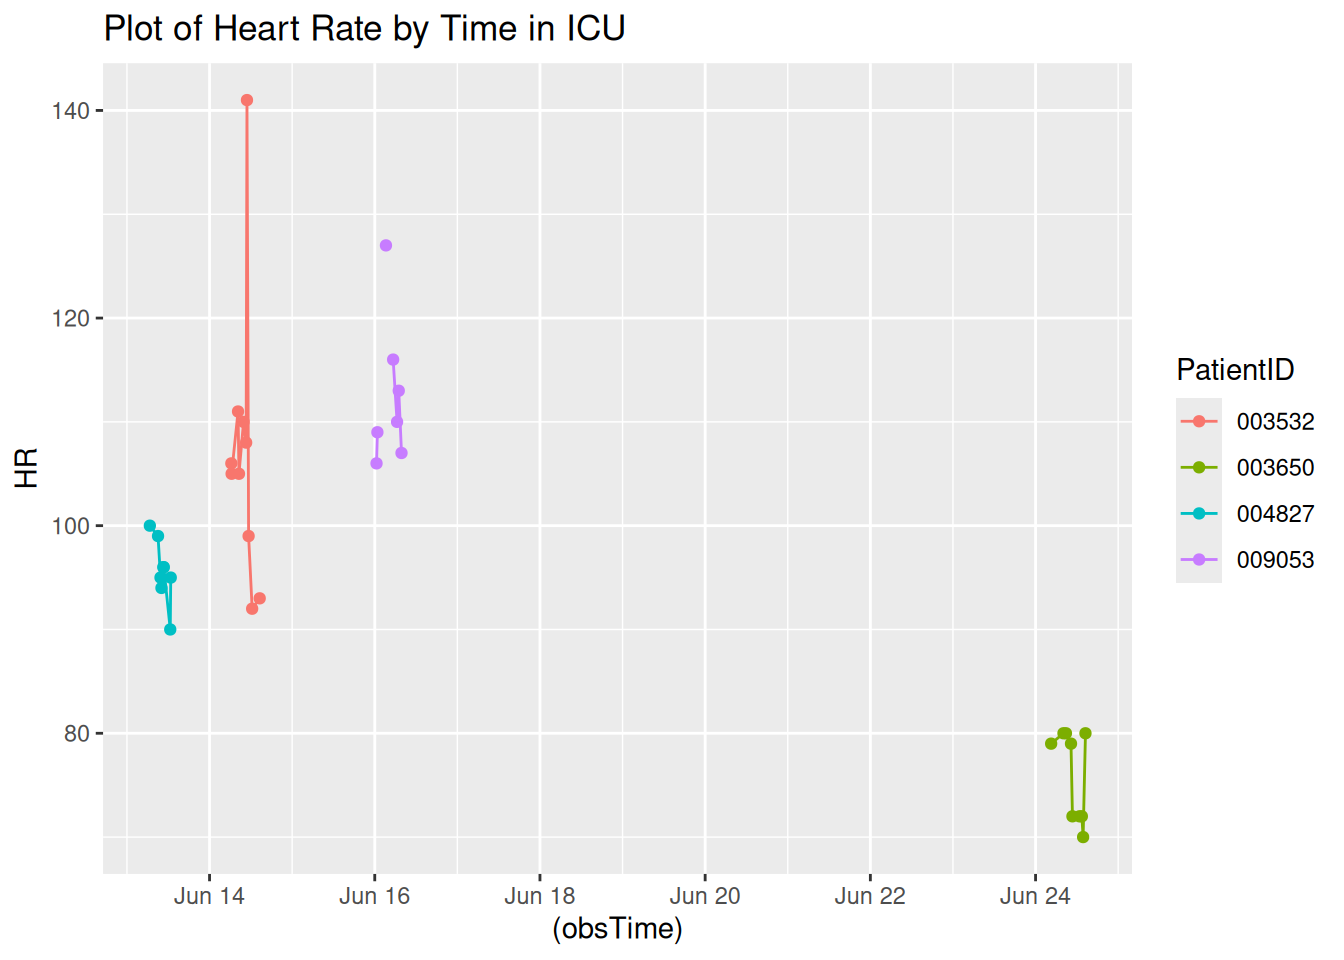 Plot of Heart Rate by Time in ICU
140
120
100
80
HR
Jun 14 Jun 16 Jun 18 Jun 20 Jun 22 Jun 24
(obsTime)
PatientID
003532
003650
004827
009053